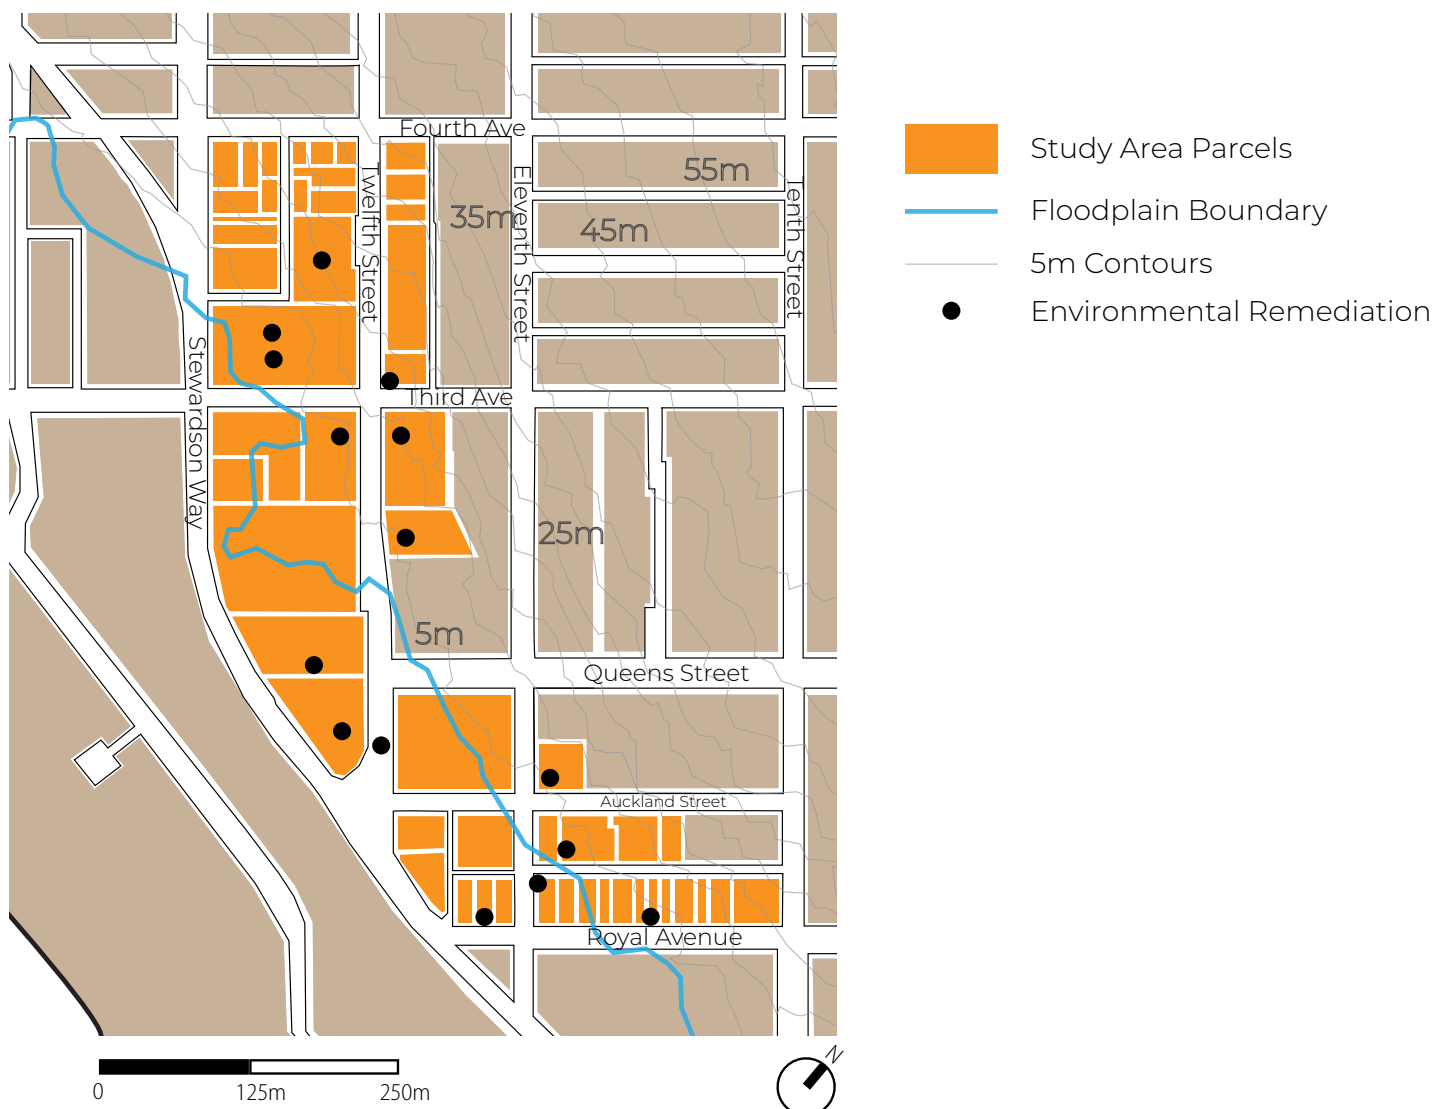 Fourth Ave
55m
Study Area Parcels
Twelfth Street
35m
Eleventh Street
45m
Tenth Street
Floodplain Boundary
5m Contours
Environmental Remediation
Stewardson Way
Third Ave
25m
5m
Queens Street
Auckland Street
Royal Avenue
0
125m
250m
N